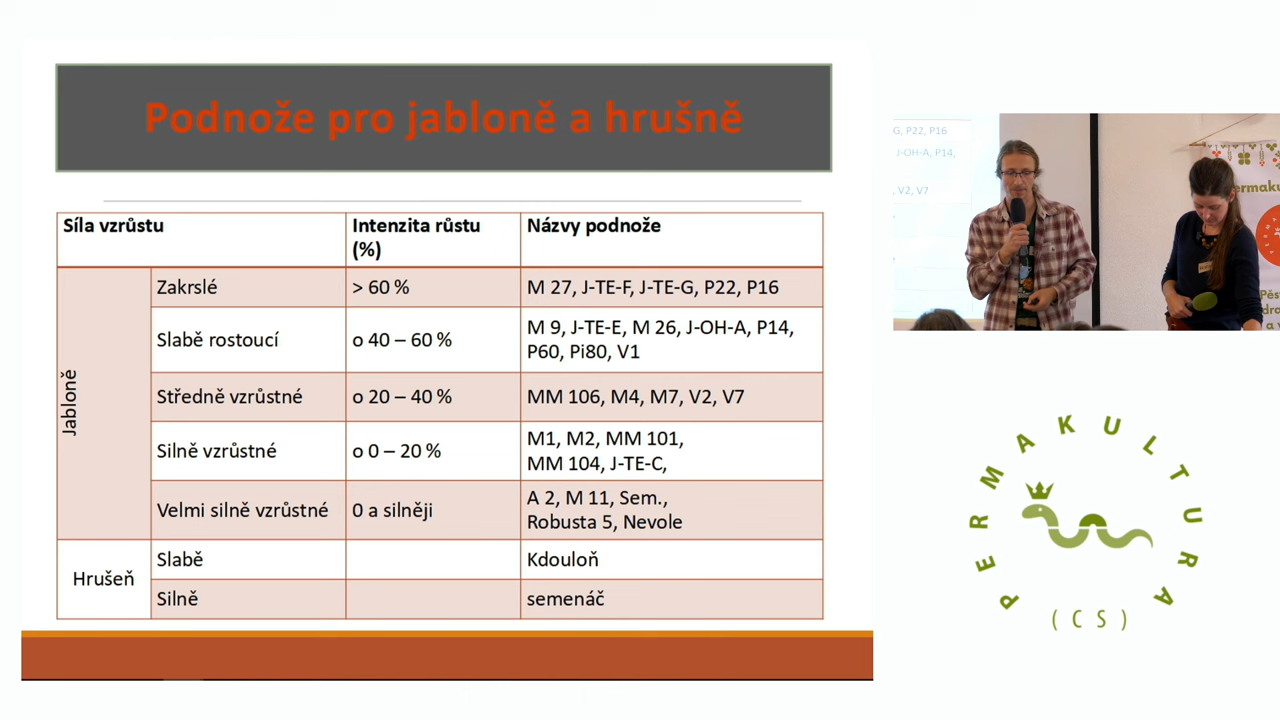 Podnože pro jabloně a hrušně
Síla vzrůstu
Intenzita růstu
(%)
Názvy podnože
Jabloně
Zakrslé
> 60 %
M 27, J-TE-F, J-TE-G, P22, P16
Slabě rostoucí
o 40 – 60 %
M 9, J-TE-E, M 26, J-OH-A, P14,
P60, Pi80, V1
Středně vzrůstné
o 20 – 40 %
MM 106, M4, M7, V2, V7
Silně vzrůstné
o 0 – 20 %
M1, M2, MM 101,
MM 104, J-TE-C,
Velmi silně vzrůstné
0 a silněji
A 2, M 11, Sem.,
Robusta 5, Nevole
Hrušeň
Slabě
Kdouloň
Silně
semenáč
G, P22, P16
J-OH-A, P14,
, V2, V7
ermaku
Pěs
dro
a v
PERMAKULTURA
(CS)